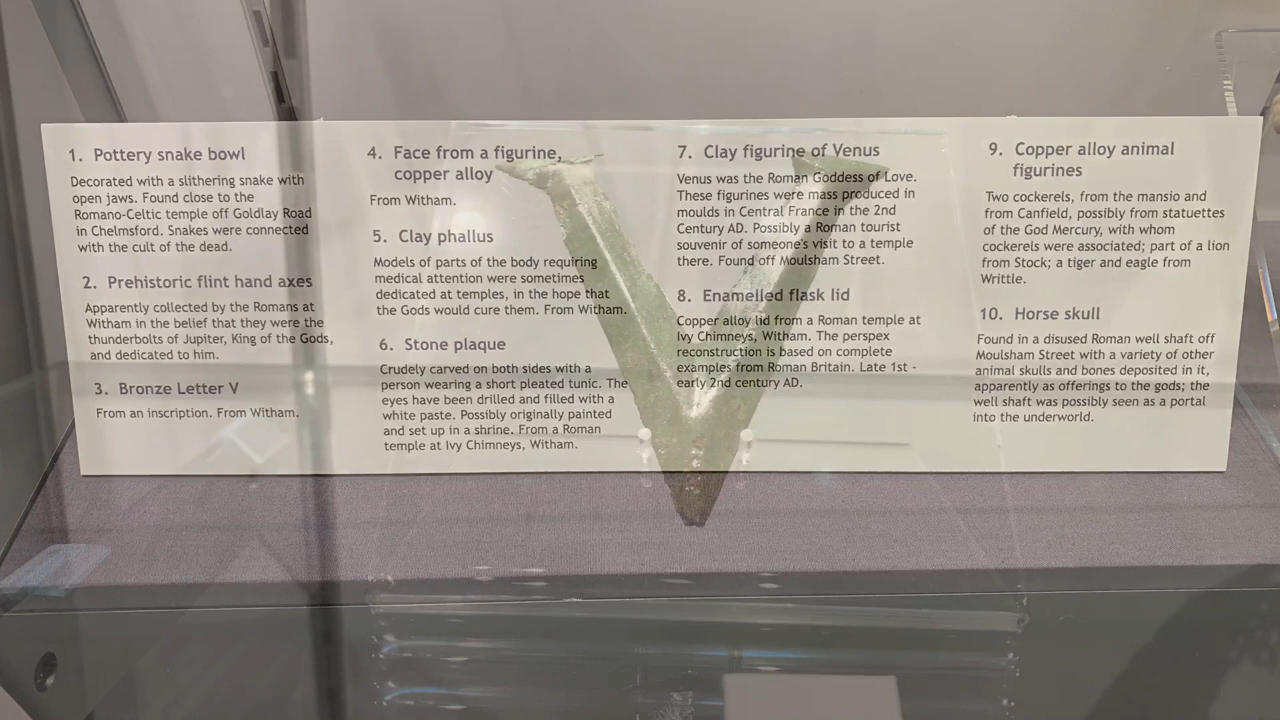 1. Pottery snake bowl
Decorated with a slithering snake with
open jaws. Found close to the
Romano-Celtic temple off Goldlay Road
in Chelmsford. Snakes were connected
with the cult of the dead.
2. Prehistoric flint hand axes
Apparently collected by the Romans at
Witham in the belief that they were the
thunderbolts of Jupiter, King of the Gods,
and dedicated to him.
3. Bronze Letter V
From an inscription. From Witham.
4. Face from a figurine,
copper alloy
From Witham.
5. Clay phallus
Models of parts of the body requiring
medical attention were sometimes
dedicated at temples, in the hope that
the Gods would cure them. From Witham.
6. Stone plaque
Crudely carved on both sides with a
person wearing a short pleated tunic. The
eyes have been drilled and filled with a
white paste. Possibly originally painted
and set up in a shrine. From a Roman
temple at Ivy Chimneys, Witham.
7. Clay figurine of Venus
Venus was the Roman Goddess of Love.
These figurines were mass produced in
moulds in Central France in the 2nd
Century AD. Possibly a Roman tourist
souvenir of someone's visit to a temple
there. Found off Moulsham Street.
8. Enamelled flask lid
Copper alloy lid from a Roman temple at
Ivy Chimneys, Witham. The perspex
reconstruction is based on complete
examples from Roman Britain. Late 1st -
early 2nd century AD.
9. Copper alloy animal
figurines
Two cockerels, from the mansio and
from Canfield, possibly from statuettes
of the God Mercury, with whom
cockerels were associated; part of a lion
from Stock; a tiger and eagle from
Writtle.
10. Horse skull
Found in a disused Roman well shaft off
Moulsham Street with a variety of other
animal skulls and bones deposited in it,
apparently as offerings to the gods; the
well shaft was possibly seen as a portal
into the underworld.
V